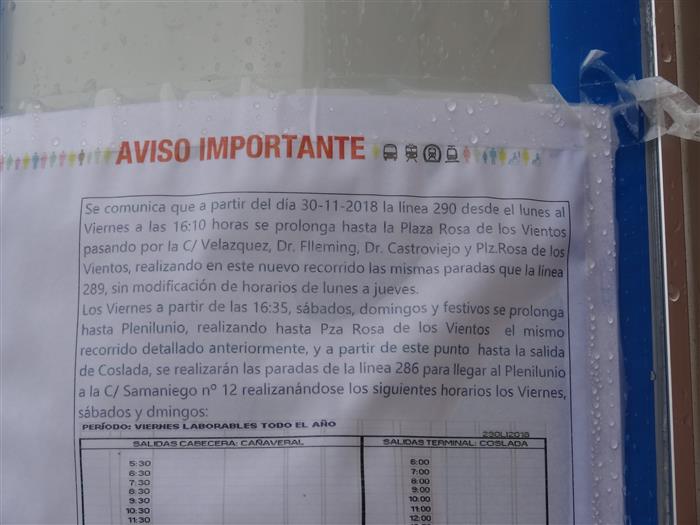 AVISO IMPORTANTE
Se comunica que a partir del día 30-11-2018 la línea 290 desde el lunes al
Viernes a las 16:10 horas se prolonga hasta la Plaza Rosa de los Vientos
pasando por la C/ Velazquez, Dr. Flleming, Dr. Castroviejo y Plz.Rosa de los
Vientos, realizando en este nuevo recorrido las mismas paradas que la línea
289, sin modificación de horarios de lunes a jueves.
Los Viernes a partir de las 16:35, sábados, domingos y festivos se prolonga
hasta Plenilunio, realizando hasta Pza Rosa de los Vientos el mismo
recorrido detallado anteriormente, y a partir de este punto hasta la salida
de Coslada, se realizarán las paradas de la línea 286 para llegar al Plenilunio
a la C/ Samaniego nº 12 realizanándose los siguientes horarios los Viernes,
sábados y dmingos:
PERÍODO: VIERNES LABORABLES TODO EL AÑO
SALIDAS CABECERA: CAÑAVERAL SALIDAS TERMINAL: COSLADA
5:30 6:00
6:30 7:00
7:30 8:00
8:30 9:00
9:30 10:00
10:30 11:00
11:30 12:00